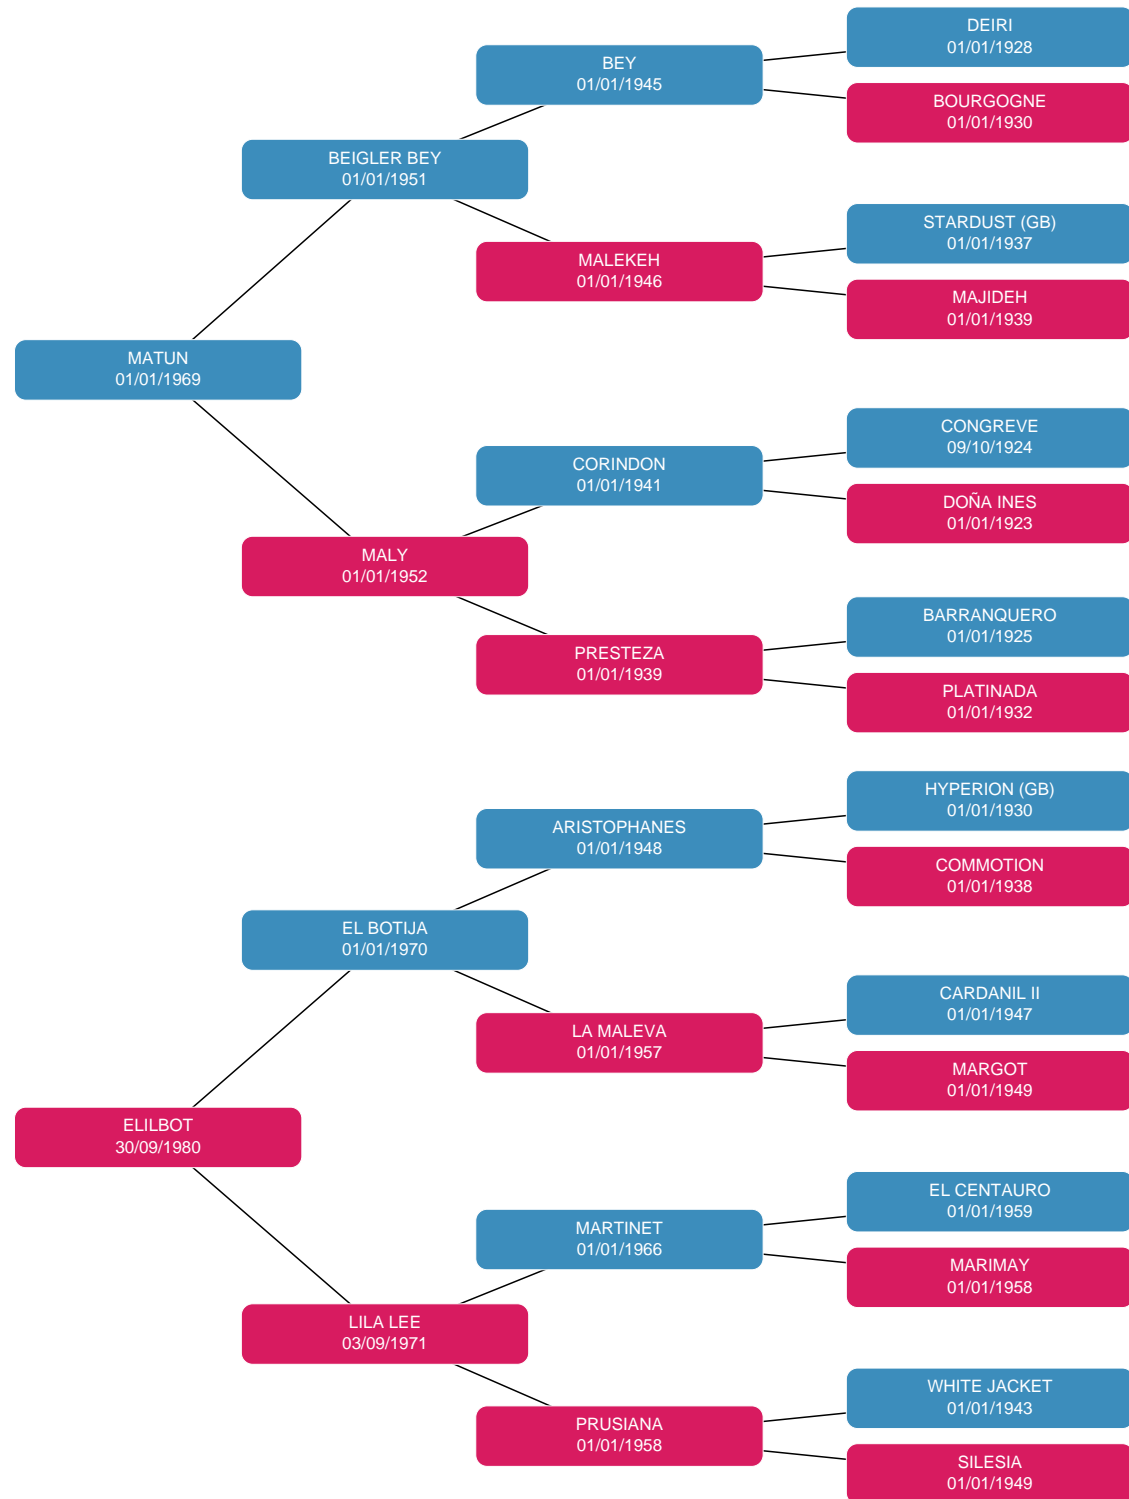 DEIRI
01/01/1928
BEY
01/01/1945
BOURGOGNE
01/01/1930
BEIGLER BEY
01/01/1951
STARDUST (GB)
01/01/1937
MALEKEH
01/01/1946
MAJIDEH
01/01/1939
MATUN
01/01/1969
CONGREVE
09/10/1924
CORINDON
01/01/1941
DOÑA INES
01/01/1923
MALY
01/01/1952
BARRANQUERO
01/01/1925
PRESTEZA
01/01/1939
PLATINADA
01/01/1932
HYPERION (GB)
01/01/1930
ARISTOPHANES
01/01/1948
COMMOTION
01/01/1938
EL BOTIJA
01/01/1970
CARDANIL II
01/01/1947
LA MALEVA
01/01/1957
MARGOT
01/01/1949
ELILBOT
30/09/1980
EL CENTAURO
01/01/1959
MARTINET
01/01/1966
MARIMAY
01/01/1958
LILA LEE
03/09/1971
WHITE JACKET
01/01/1943
PRUSIANA
01/01/1958
SILESIA
01/01/1949